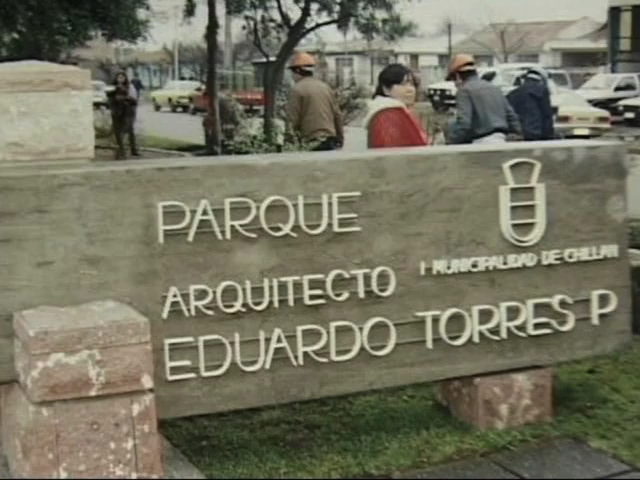 PARQUE
I MUNICIPALIDAD DE CHILLAN
ARQUITECTO
EDUARDO TORRES P